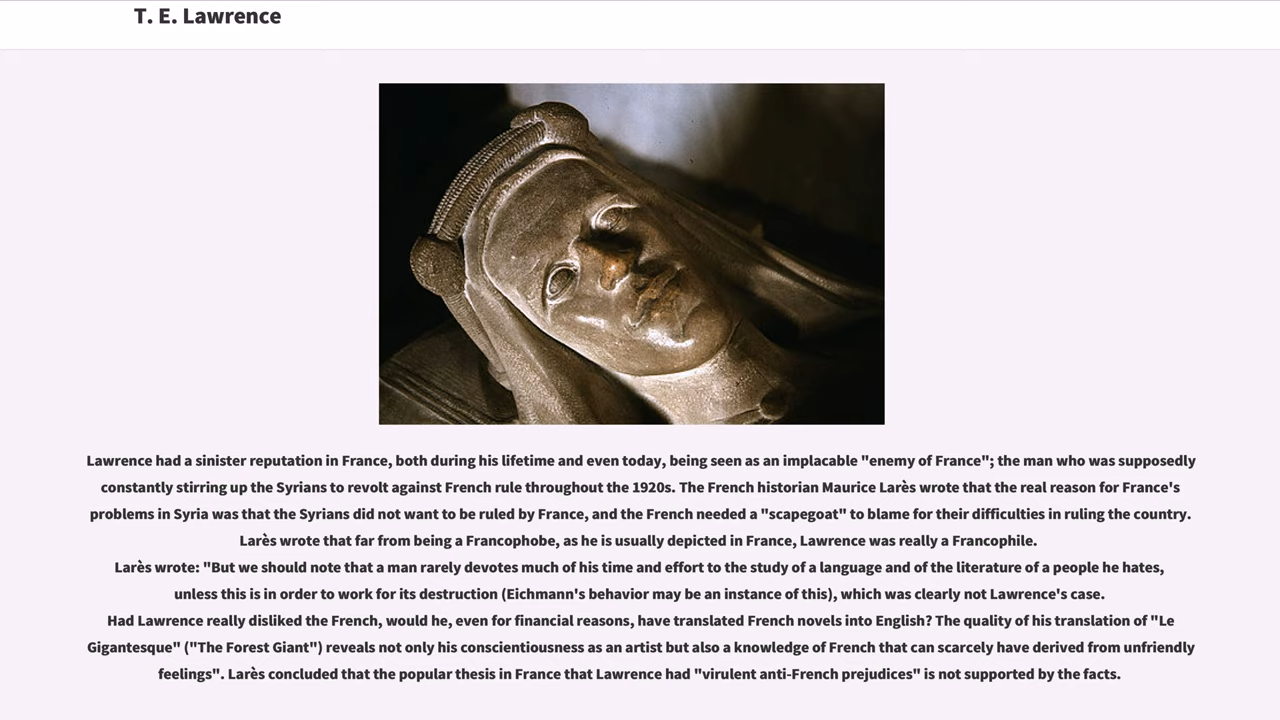 T. E. Lawrence
Lawrence had a sinister reputation in France, both during his lifetime and even today, being seen as an implacable "enemy of France"; the man who was supposedly
constantly stirring up the Syrians to revolt against French rule throughout the 1920s. The French historian Maurice Larès wrote that the real reason for France's
problems in Syria was that the Syrians did not want to be ruled by France, and the French needed a "scapegoat" to blame for their difficulties in ruling the country.
Larès wrote that far from being a Francophobe, as he is usually depicted in France, Lawrence was really a Francophile.
Larès wrote: "But we should note that a man rarely devotes much of his time and effort to the study of a language and of the literature of a people he hates,
unless this is in order to work for its destruction (Eichmann's behavior may be an instance of this), which was clearly not Lawrence's case.
Had Lawrence really disliked the French, would he, even for financial reasons, have translated French novels into English? The quality of his translation of "Le
Gigantesque" ("The Forest Giant") reveals not only his conscientiousness as an artist but also a knowledge of French that can scarcely have derived from unfriendly
feelings". Larès concluded that the popular thesis in France that Lawrence had "virulent anti-French prejudices" is not supported by the facts.